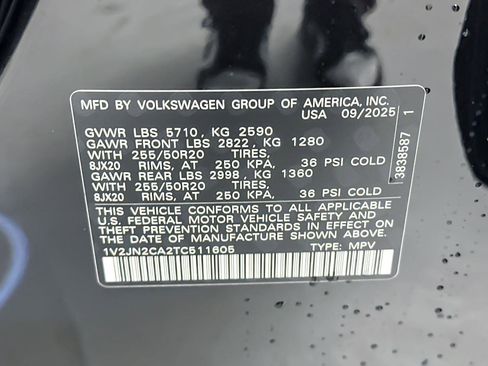 MFD BY VOLKSWAGEN GROUP OF AMERICA, INC.
USA 09/2025
GVWR LBS 5710, KG 2590
GAWR FRONT LBS 2822, KG 1280
WITH 255/50R20 TIRES,
8JX20 RIMS, AT 250 KPA, 36 PSI COLD
GAWR REAR LBS 2998, KG 1360
WITH 255/50R20 TIRES,
8JX20 RIMS, AT 250 KPA, 36 PSI COLD
THIS VEHICLE CONFORMS TO ALL APPLICABLE
U.S. FEDERAL MOTOR VEHICLE SAFETY AND
THEFT PREVENTION STANDARDS IN EFFECT ON
THE DATE OF MANUFACTURE SHOWN ABOVE.
1V2JN2CA2TC511605 TYPE: MPV
3838587 1